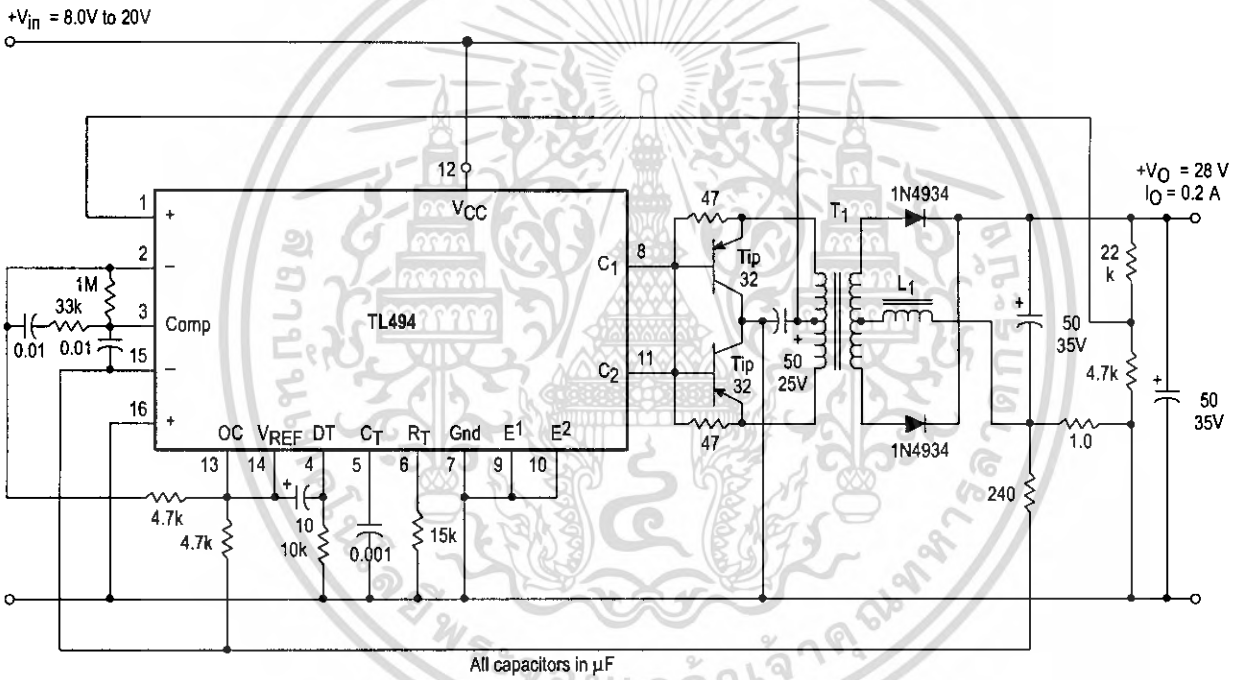 +Vin = 8.0V to 20V
12
VCC
1
+
2
−
1M
33k
3
Comp
0.01
0.01
15
−
16
+
TL494
C1
8
C2
11
OC
VREF
DT
CT
RT
Gnd
E1
E2
13
14
4
5
6
7
9
10
47
Tip
32
Tip
32
47
+
50
25V
T1
1N4934
L1
1N4934
+
50
35V
+VO = 28 V
IO = 0.2 A
22
k
4.7k
1.0
240
+
50
35V
4.7k
4.7k
+
10
10k
0.001
15k
All capacitors in µF